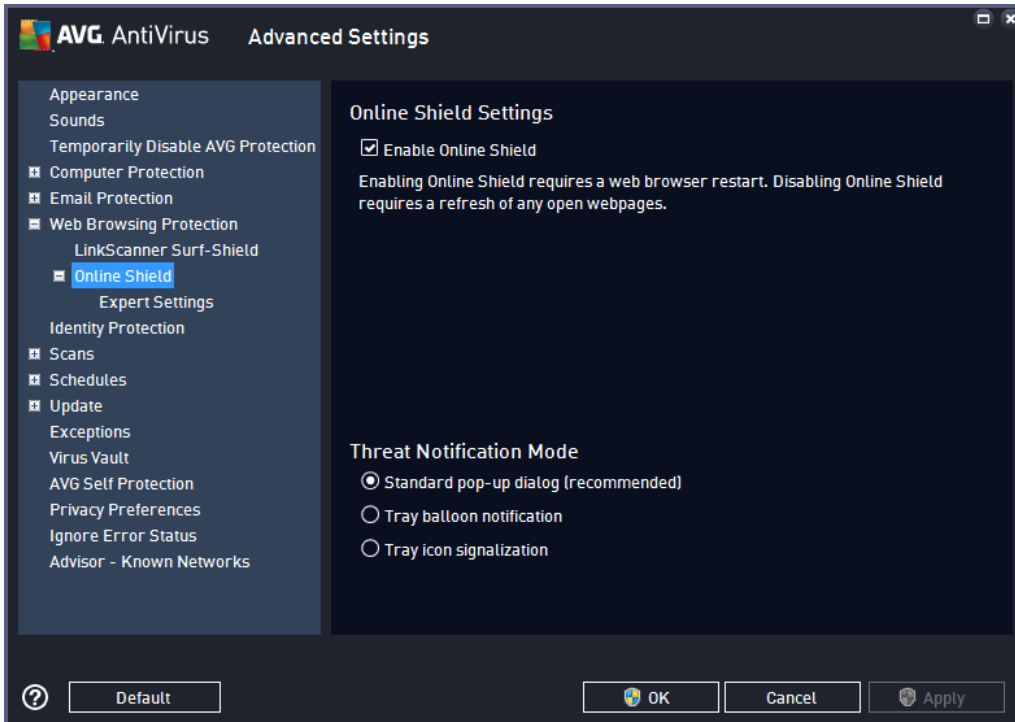 AVG. AntiVirus Advanced Settings
Appearance
Sounds
Temporarily Disable AVG Protection
Computer Protection
Email Protection
Web Browsing Protection
LinkScanner Surf-Shield
Online Shield
Expert Settings
Identity Protection
Scans
Schedules
Update
Exceptions
Virus Vault
AVG Self Protection
Privacy Preferences
Ignore Error Status
Advisor - Known Networks
Online Shield Settings
Enable Online Shield
Enabling Online Shield requires a web browser restart. Disabling Online Shield
requires a refresh of any open webpages.
Threat Notification Mode
Standard pop-up dialog (recommended)
Tray balloon notification
Tray icon signalization
Default
OK
Cancel
Apply